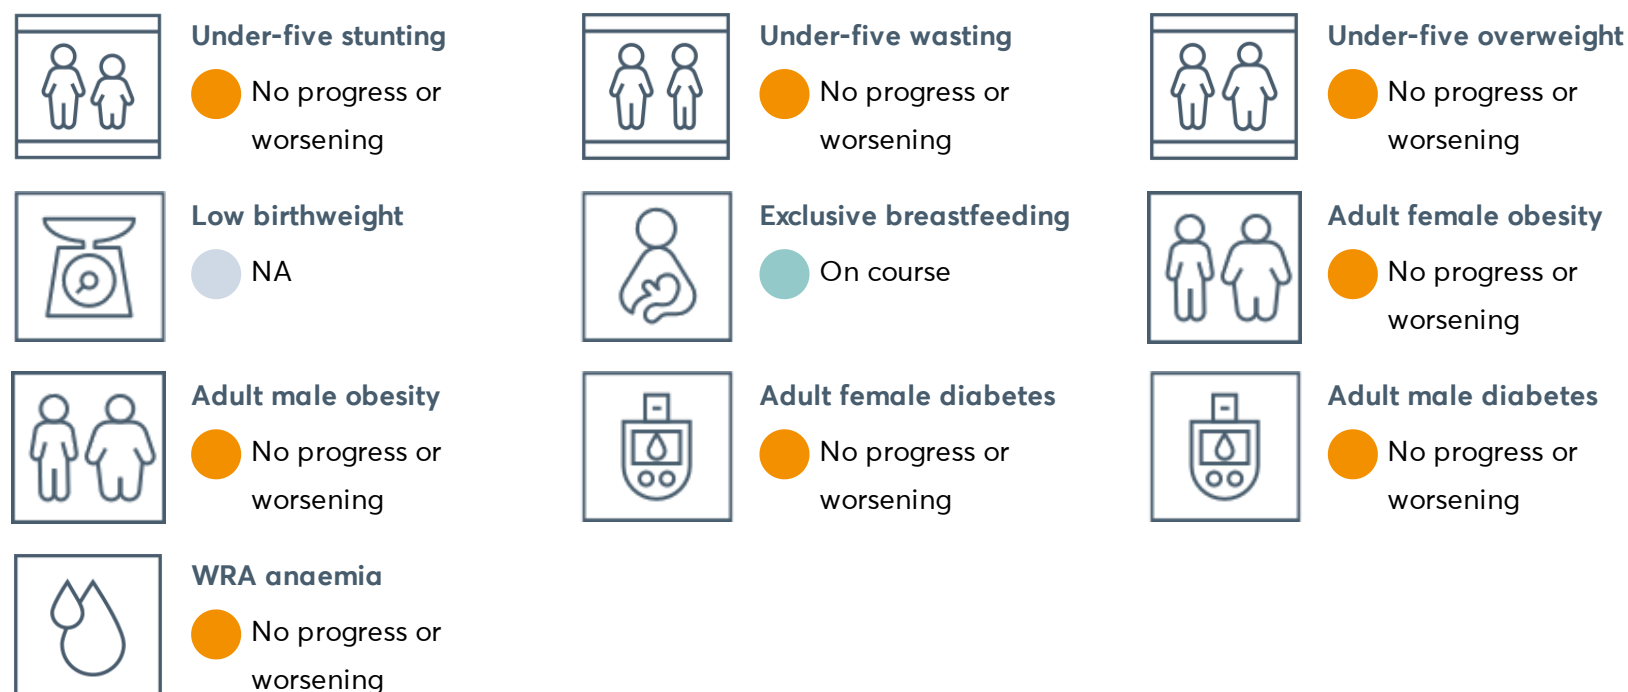 Under-five stunting
No progress or
worsening
Under-five wasting
No progress or
worsening
Under-five overweight
No progress or
worsening
Low birthweight
NA
Exclusive breastfeeding
On course
Adult female obesity
No progress or
worsening
Adult male obesity
No progress or
worsening
Adult female diabetes
No progress or
worsening
Adult male diabetes
No progress or
worsening
WRA anaemia
No progress or
worsening